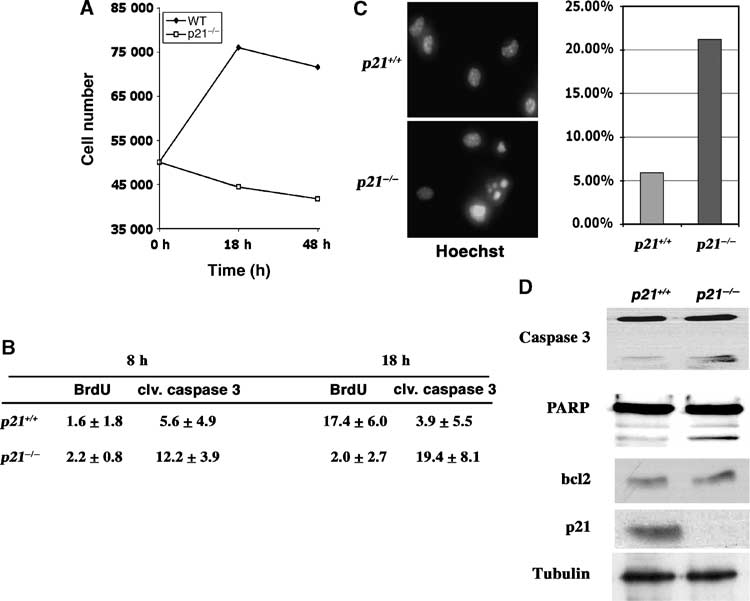 A
85 000
75 000
65 000
55 000
45 000
35 000
Cell number
WT
p21⁻/⁻
0 h 18 h 48 h
Time (h)
B
8 h 18 h
BrdU clv. caspase 3 BrdU clv. caspase 3
p21⁺/⁺ 1.6 ± 1.8 5.6 ± 4.9 17.4 ± 6.0 3.9 ± 5.5
p21⁻/⁻ 2.2 ± 0.8 12.2 ± 3.9 2.0 ± 2.7 19.4 ± 8.1
C
p21⁺/⁺
p21⁻/⁻
Hoechst
25.00%
20.00%
15.00%
10.00%
5.00%
0.00%
p21⁺/⁺ p21⁻/⁻
D
p21⁺/⁺ p21⁻/⁻
Caspase 3
PARP
bcl2
p21
Tubulin